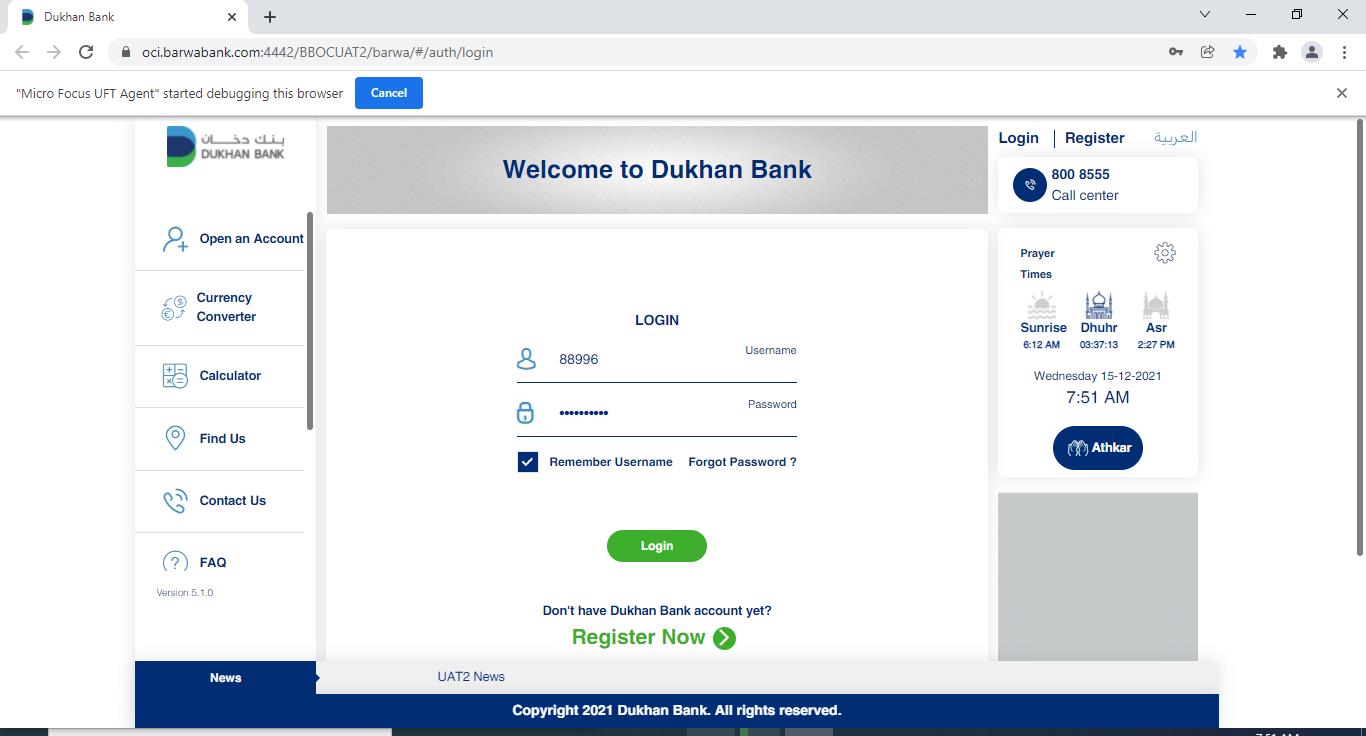 Dukhan Bank
oci.barwabank.com:4442/BBOCUAT2/barwa/#/auth/login
"Micro Focus UFT Agent" started debugging this browser
Cancel
بنك دخان
DUKHAN BANK
Open an Account
Currency
Converter
Calculator
Find Us
Contact Us
FAQ
Version 5.1.0
Welcome to Dukhan Bank
LOGIN
Username
88996
Password
••••••••••
Remember Username Forgot Password ?
Login
Don't have Dukhan Bank account yet?
Register Now
Login | Register العربية
800 8555
Call center
Prayer
Times
Sunrise Dhuhr Asr
6:12 AM 03:37:13 2:27 PM
Wednesday 15-12-2021
7:51 AM
Athkar
News UAT2 News
Copyright 2021 Dukhan Bank. All rights reserved.
7:51 AM